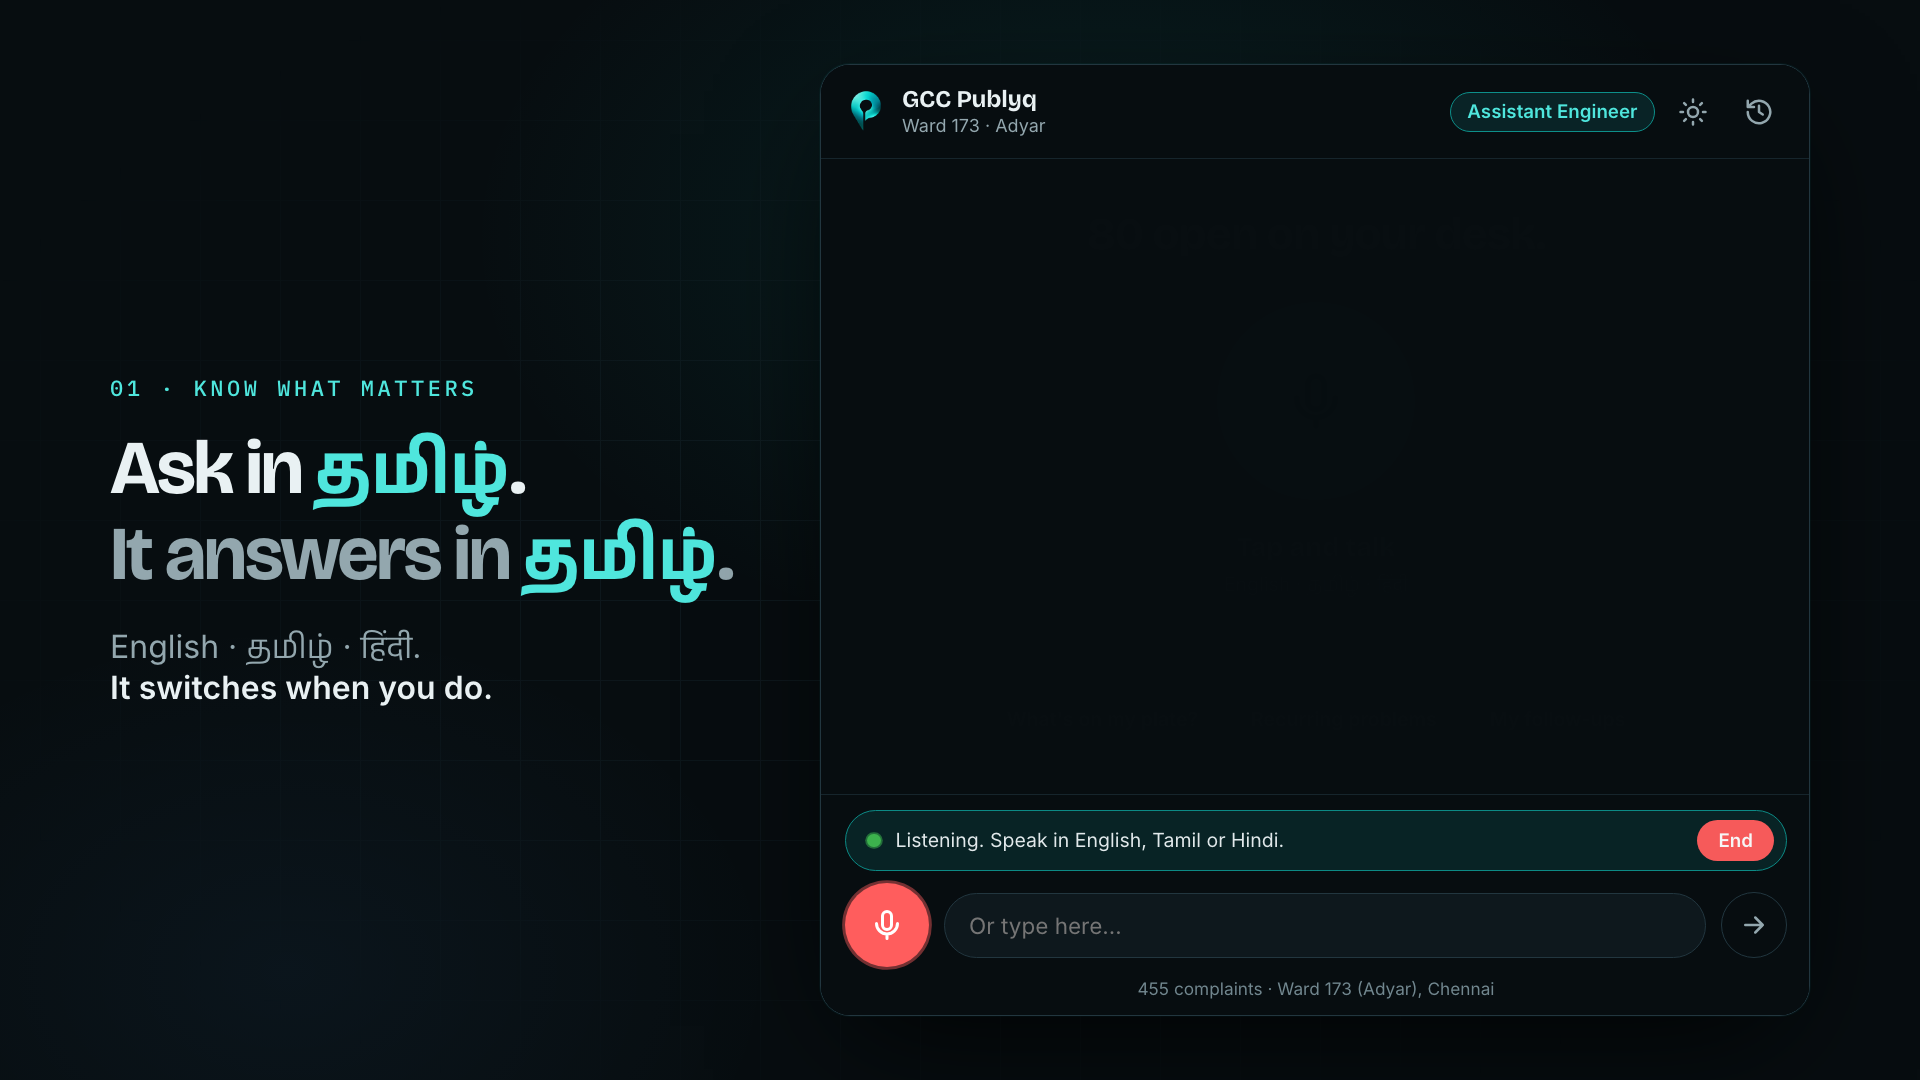 01 · KNOW WHAT MATTERS
Ask in தமிழ்.
It answers in தமிழ்.
English · தமிழ் · हिंदी.
It switches when you do.
GCC Publyq
Ward 173 · Adyar
Assistant Engineer
Listening. Speak in English, Tamil or Hindi.
End
Or type here...
455 complaints · Ward 173 (Adyar), Chennai